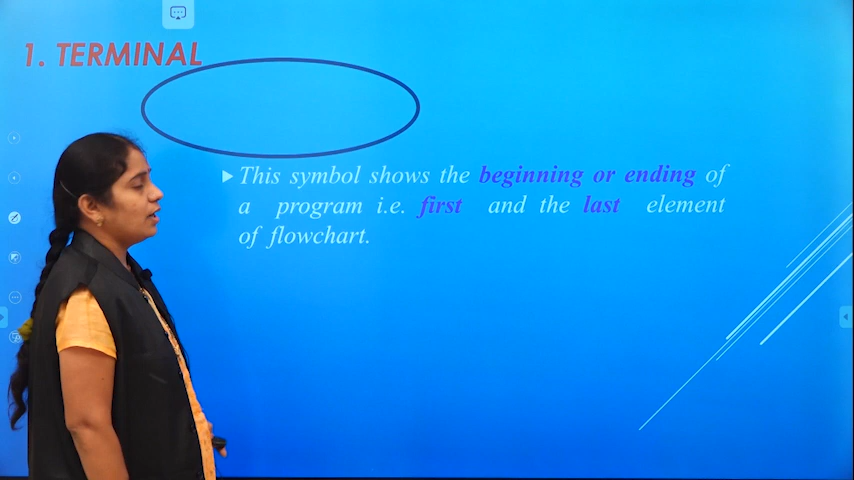 1. TERMINAL
This symbol shows the beginning or ending of
a program i.e. first and the last element
of flowchart.